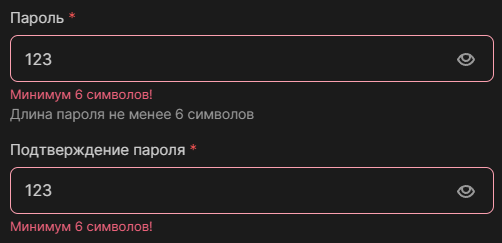 Пароль *
123
Минимум 6 символов!
Длина пароля не менее 6 символов
Подтверждение пароля *
123
Минимум 6 символов!